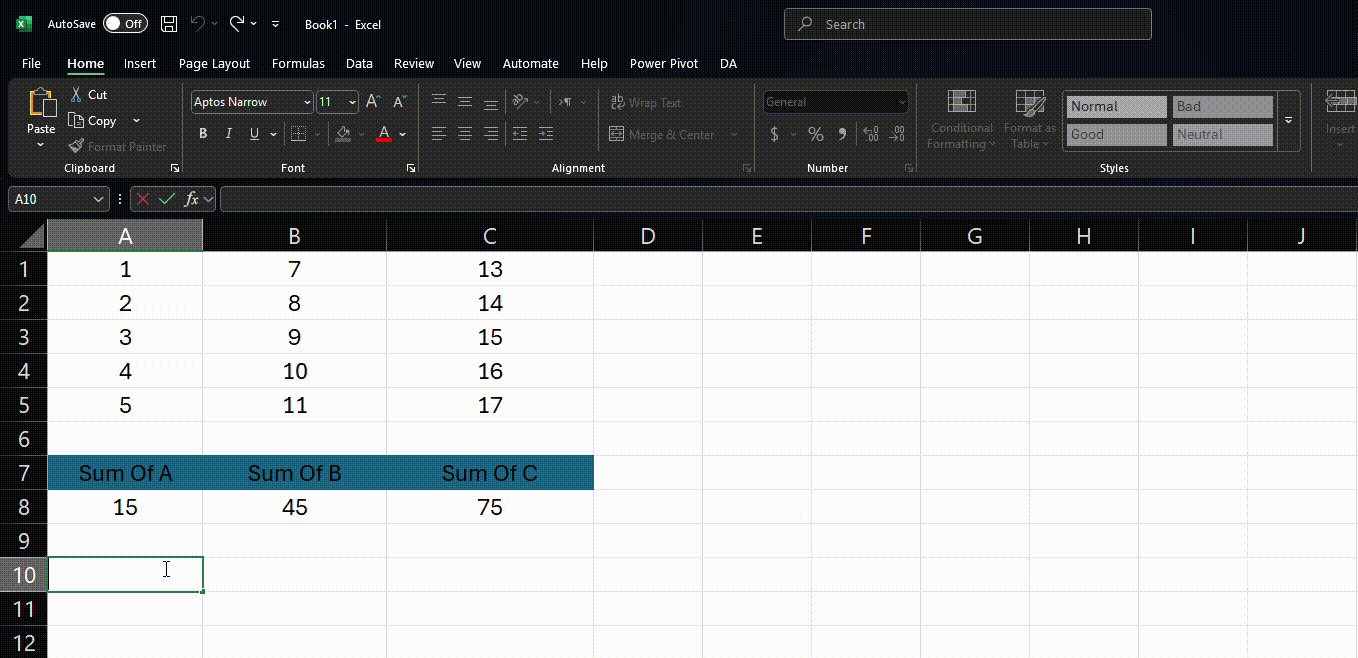 AutoSave Off Book1 - Excel Search
File Home Insert Page Layout Formulas Data Review View Automate Help Power Pivot DA
Paste
Cut
Copy
Format Painter
Clipboard
Aptos Narrow 11 A A
B I U A
Font
ab Wrap Text
Merge & Center
Alignment
General
$ % , .00
Number
Conditional Formatting
Format as Table
Normal Bad
Good Neutral
Styles
Insert
A10 fx
A B C D E F G H I J
1 1 7 13
2 2 8 14
3 3 9 15
4 4 10 16
5 5 11 17
6
7 Sum Of A Sum Of B Sum Of C
8 15 45 75
9
10
11
12